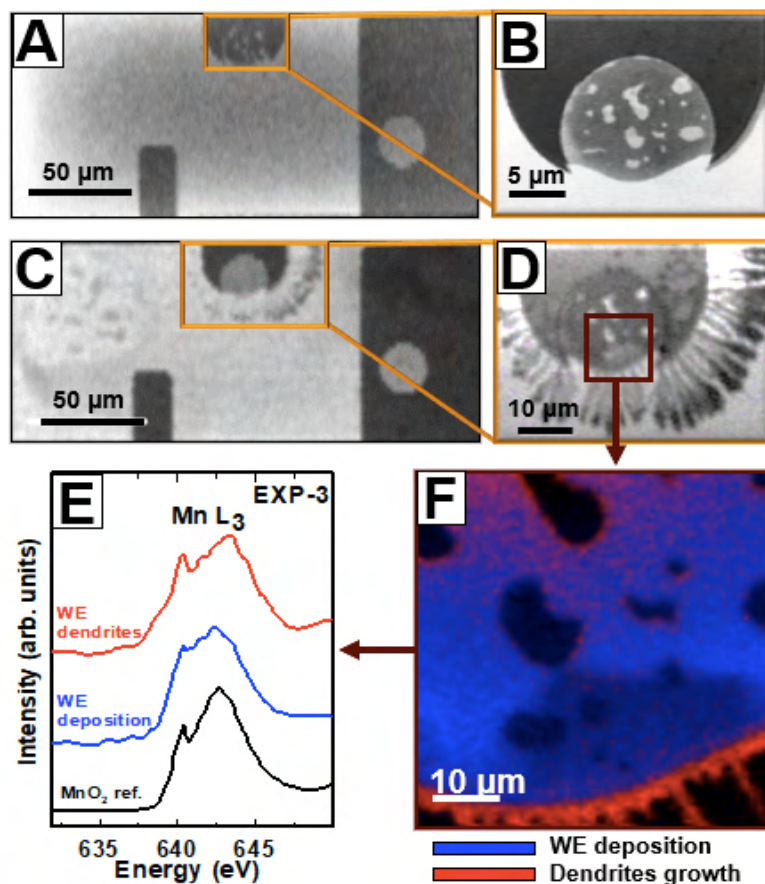 A
50 µm
B
5 µm
C
50 µm
D
10 µm
E
EXP-3
Mn L3
WE
dendrites
WE
deposition
MnO2 ref.
Intensity (arb. units)
635 640 645
Energy (eV)
F
10 µm
WE deposition
Dendrites growth